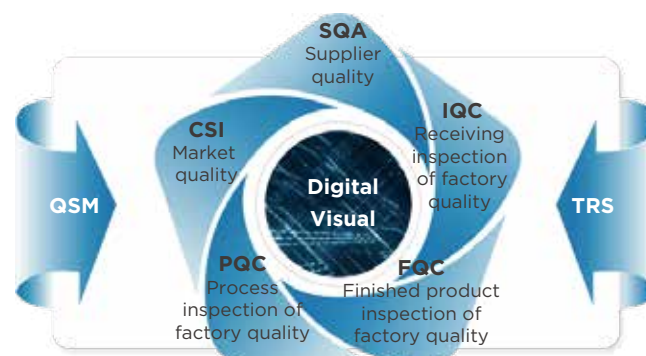 SQA
Supplier
quality
IQC
Receiving
inspection
of factory
quality
CSI
Market
quality
Digital
Visual
QSM
TRS
PQC
Process
inspection of
factory quality
FQC
Finished product
inspection of
factory quality